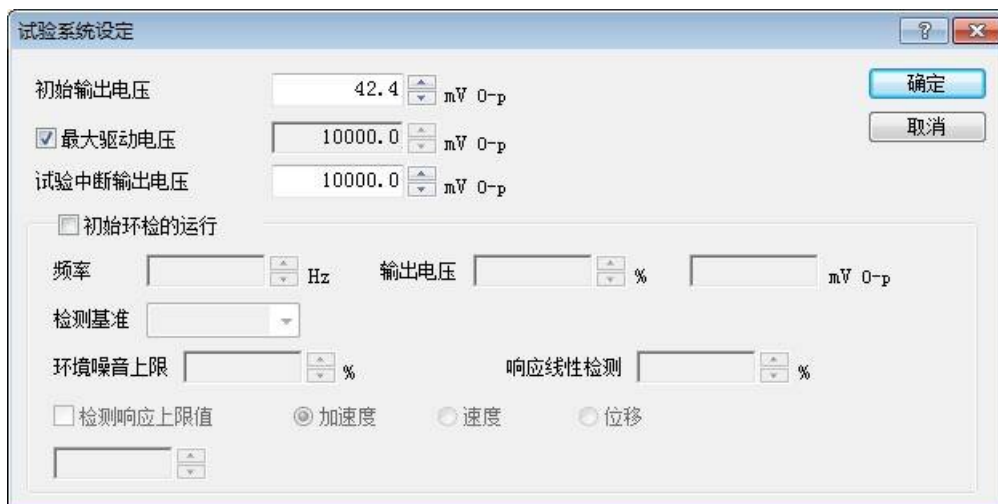 试验系统设定
初始输出电压 42.4 mV O-p
确定
最大驱动电压 10000.0 mV O-p
取消
试验中断输出电压 10000.0 mV O-p
初始环检的运行
频率 Hz 输出电压 % mV O-p
检测基准
环境噪音上限 % 响应线性检测 %
检测响应上限值 加速度 速度 位移